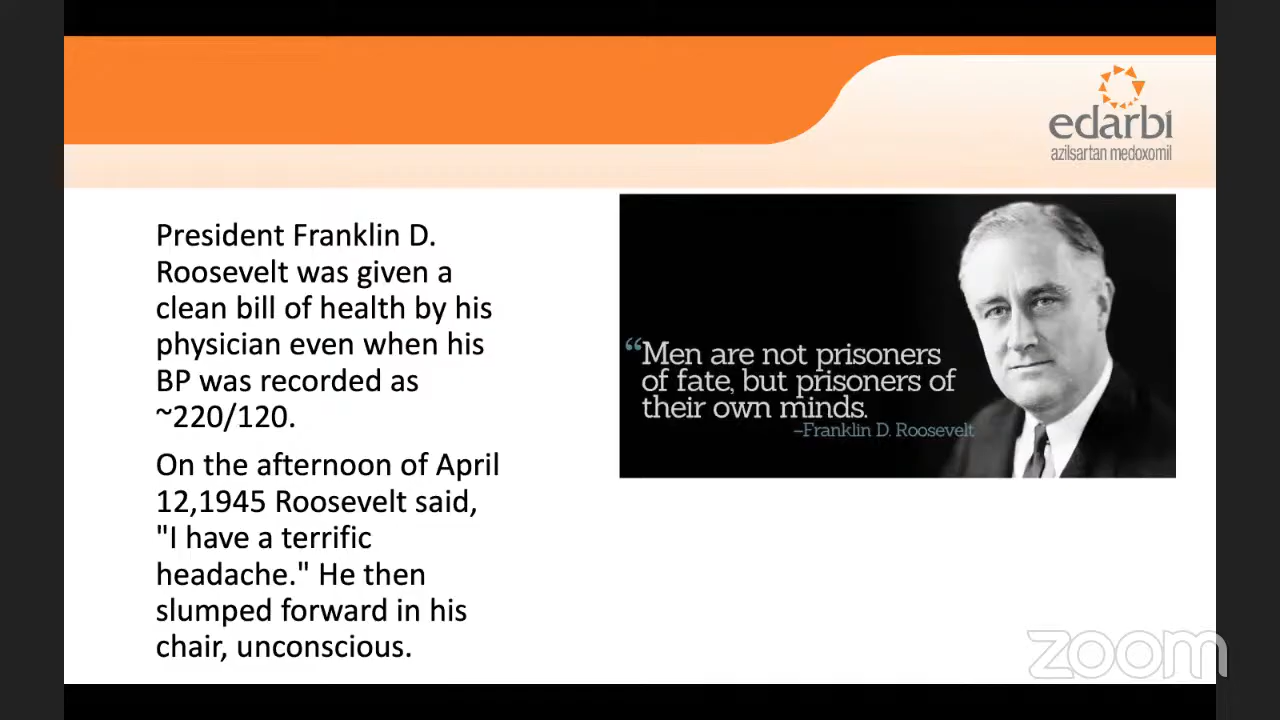 edarbi
azilsartan medoxomil
President Franklin D.
Roosevelt was given a
clean bill of health by his
physician even when his
BP was recorded as
~220/120.
On the afternoon of April
12,1945 Roosevelt said,
"I have a terrific
headache." He then
slumped forward in his
chair, unconscious.
“Men are not prisoners
of fate, but prisoners of
their own minds.
–Franklin D. Roosevelt
zoom